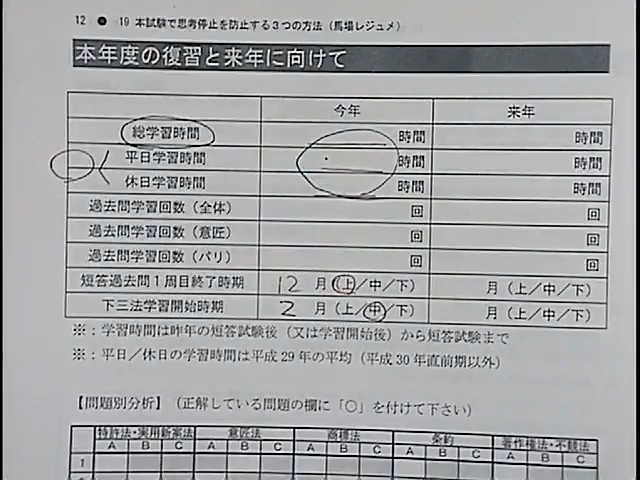 12 ● 19 本試験で思考停止を防止する3つの方法（馬場レジュメ）
本年度の復習と来年に向けて
今年 来年
総学習時間 時間 時間
平日学習時間 時間 時間
休日学習時間 時間 時間
過去問学習回数（全体） 回 回
過去問学習回数（意匠） 回 回
過去問学習回数（パリ） 回 回
短答過去問1周目終了時期 12 月（上／中／下） 月（上／中／下）
下三法学習開始時期 2 月（上／中／下） 月（上／中／下）
※：学習時間は昨年の短答試験後（又は学習開始後）から短答試験まで
※：平日／休日の学習時間は平成29年の平均（平成30年直前期以外）
【問題別分析】（正解している問題の欄に「○」を付けて下さい）
特許法・実用新案法 意匠法 商標法 条約 著作権法・不競法
A B C A B C A B C A B C A B C
1